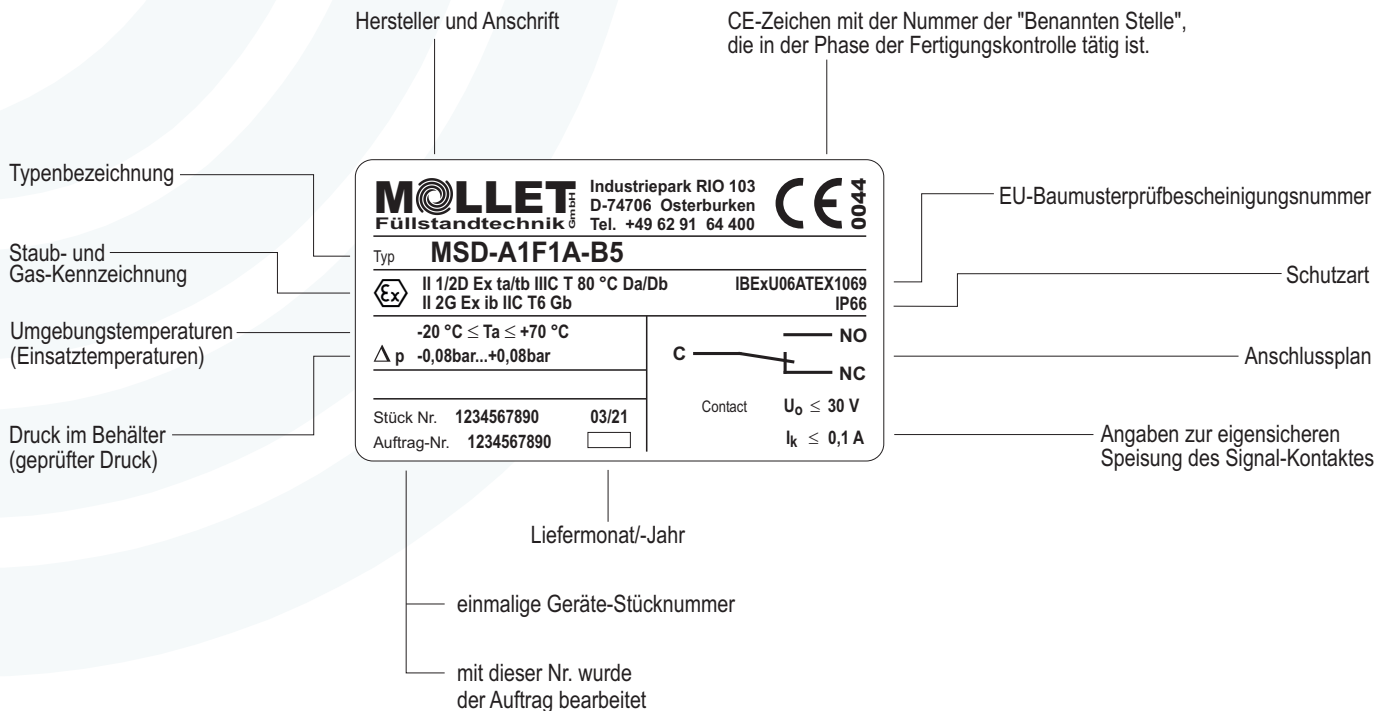 Hersteller und Anschrift
CE-Zeichen mit der Nummer der "Benannten Stelle",
die in der Phase der Fertigungskontrolle tätig ist.
Typenbezeichnung
Staub- und
Gas-Kennzeichnung
Umgebungstemperaturen
(Einsatztemperaturen)
Druck im Behälter
(geprüfter Druck)
MOLLET GmbH
Füllstandtechnik
Industriepark RIO 103
D-74706 Osterburken
Tel. +49 62 91 64 400
CE 0044
Typ MSD-A1F1A-B5
Ex II 1/2D Ex ta/tb IIIC T 80 °C Da/Db IBExU06ATEX1069
II 2G Ex ib IIC T6 Gb IP66
-20 °C ≤ Ta ≤ +70 °C
Δ p -0,08bar...+0,08bar
NO
C
NC
Contact U₀ ≤ 30 V
Iₖ ≤ 0,1 A
Stück Nr. 1234567890 03/21
Auftrag-Nr. 1234567890
EU-Baumusterprüfbescheinigungsnummer
Schutzart
Anschlussplan
Angaben zur eigensicheren
Speisung des Signal-Kontaktes
Liefermonat/-Jahr
einmalige Geräte-Stücknummer
mit dieser Nr. wurde
der Auftrag bearbeitet